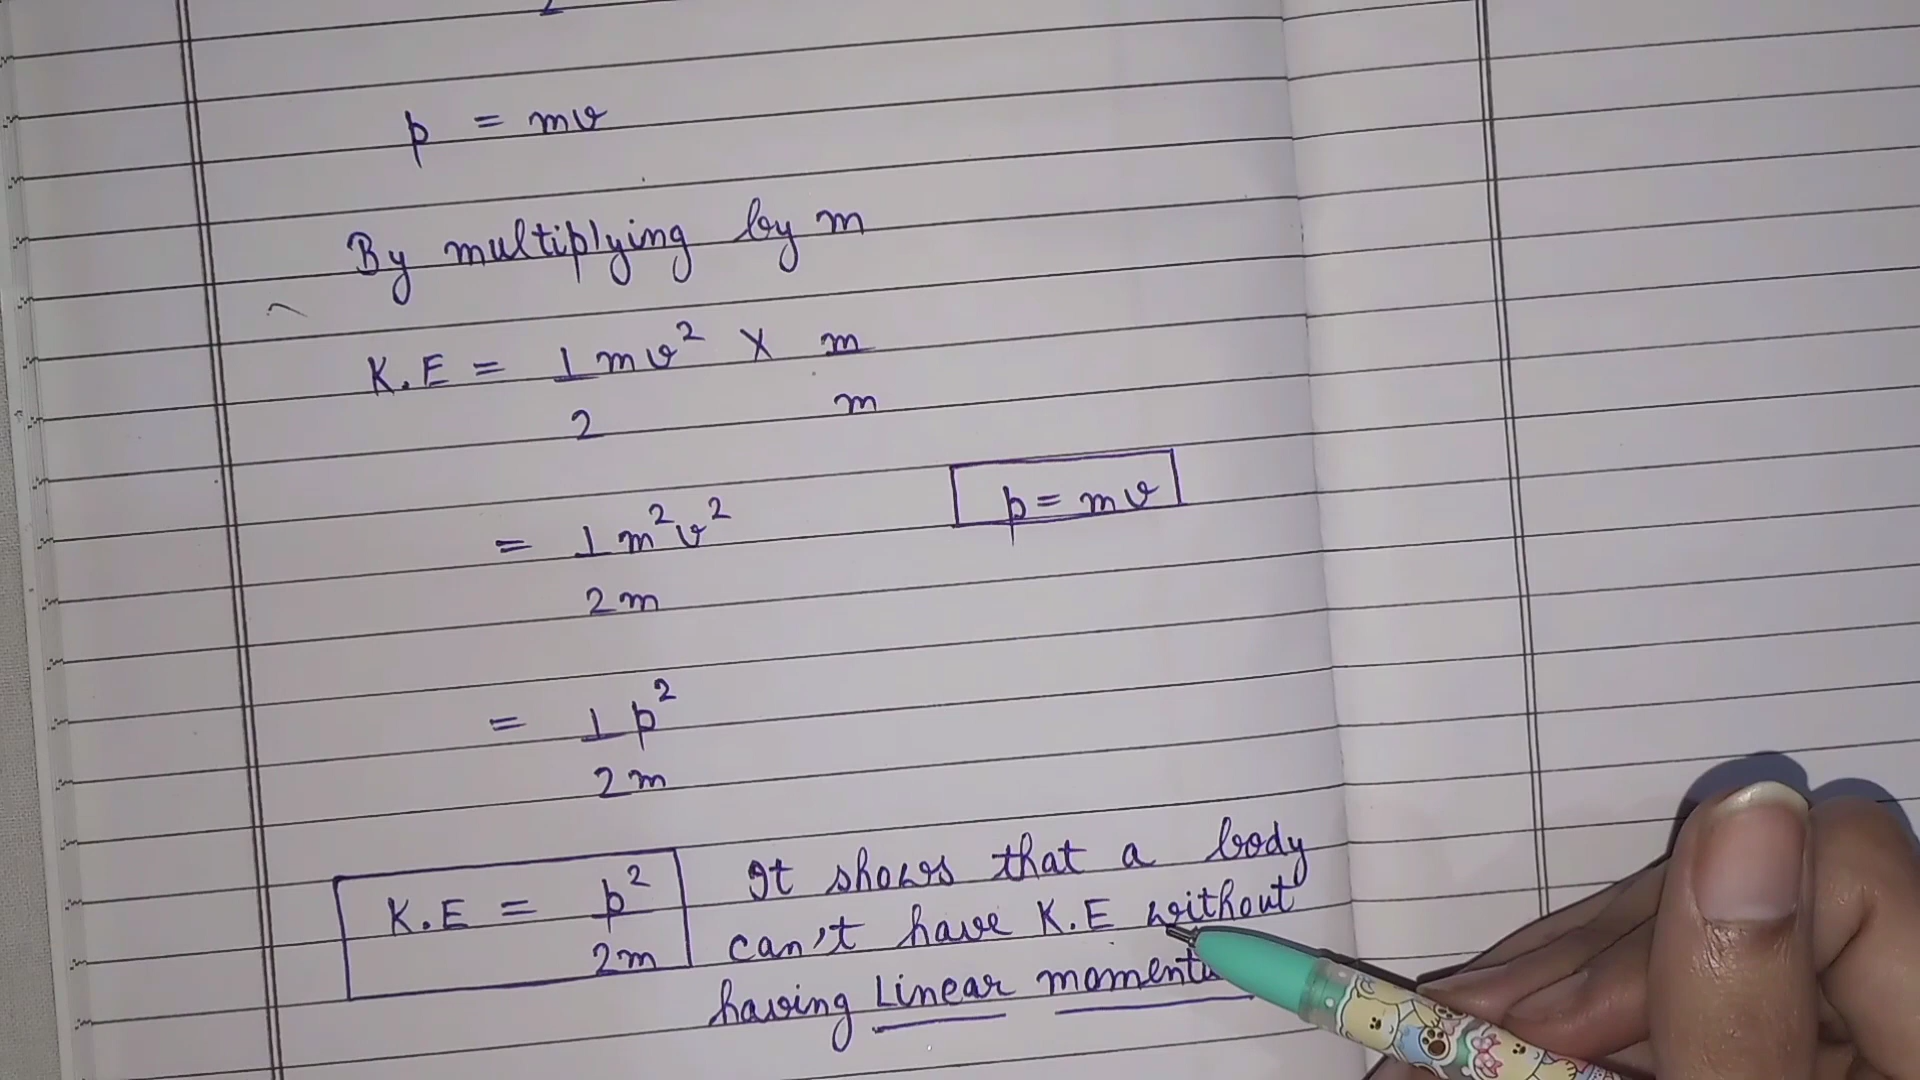 p = mv
By multiplying by m
K.E = 1/2 mv² X m/m
= 1/2m m²v²
p = mv
= 1/2m p²
K.E = p²/2m
It shows that a body
can't have K.E without
having Linear